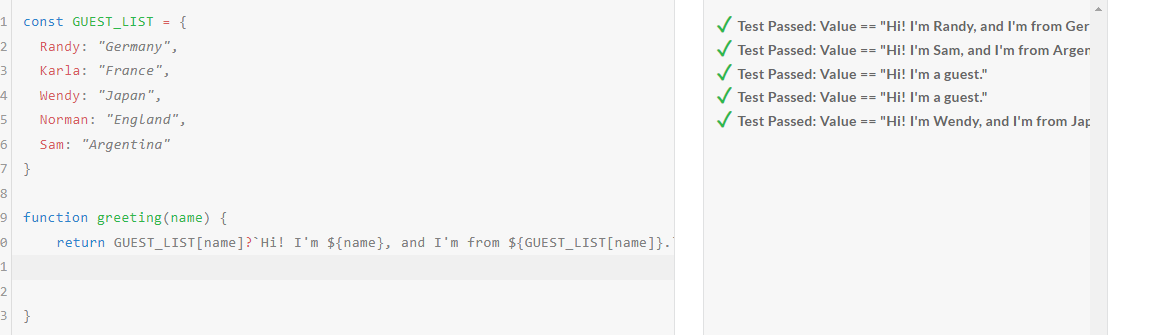 1 const GUEST_LIST = {
2 Randy: "Germany",
3 Karla: "France",
4 Wendy: "Japan",
5 Norman: "England",
6 Sam: "Argentina"
7 }
8
9 function greeting(name) {
0 return GUEST_LIST[name]?`Hi! I'm ${name}, and I'm from ${GUEST_LIST[name]}.`
1
2
3 }
✓ Test Passed: Value == "Hi! I'm Randy, and I'm from Ger
✓ Test Passed: Value == "Hi! I'm Sam, and I'm from Argen
✓ Test Passed: Value == "Hi! I'm a guest."
✓ Test Passed: Value == "Hi! I'm a guest."
✓ Test Passed: Value == "Hi! I'm Wendy, and I'm from Jap